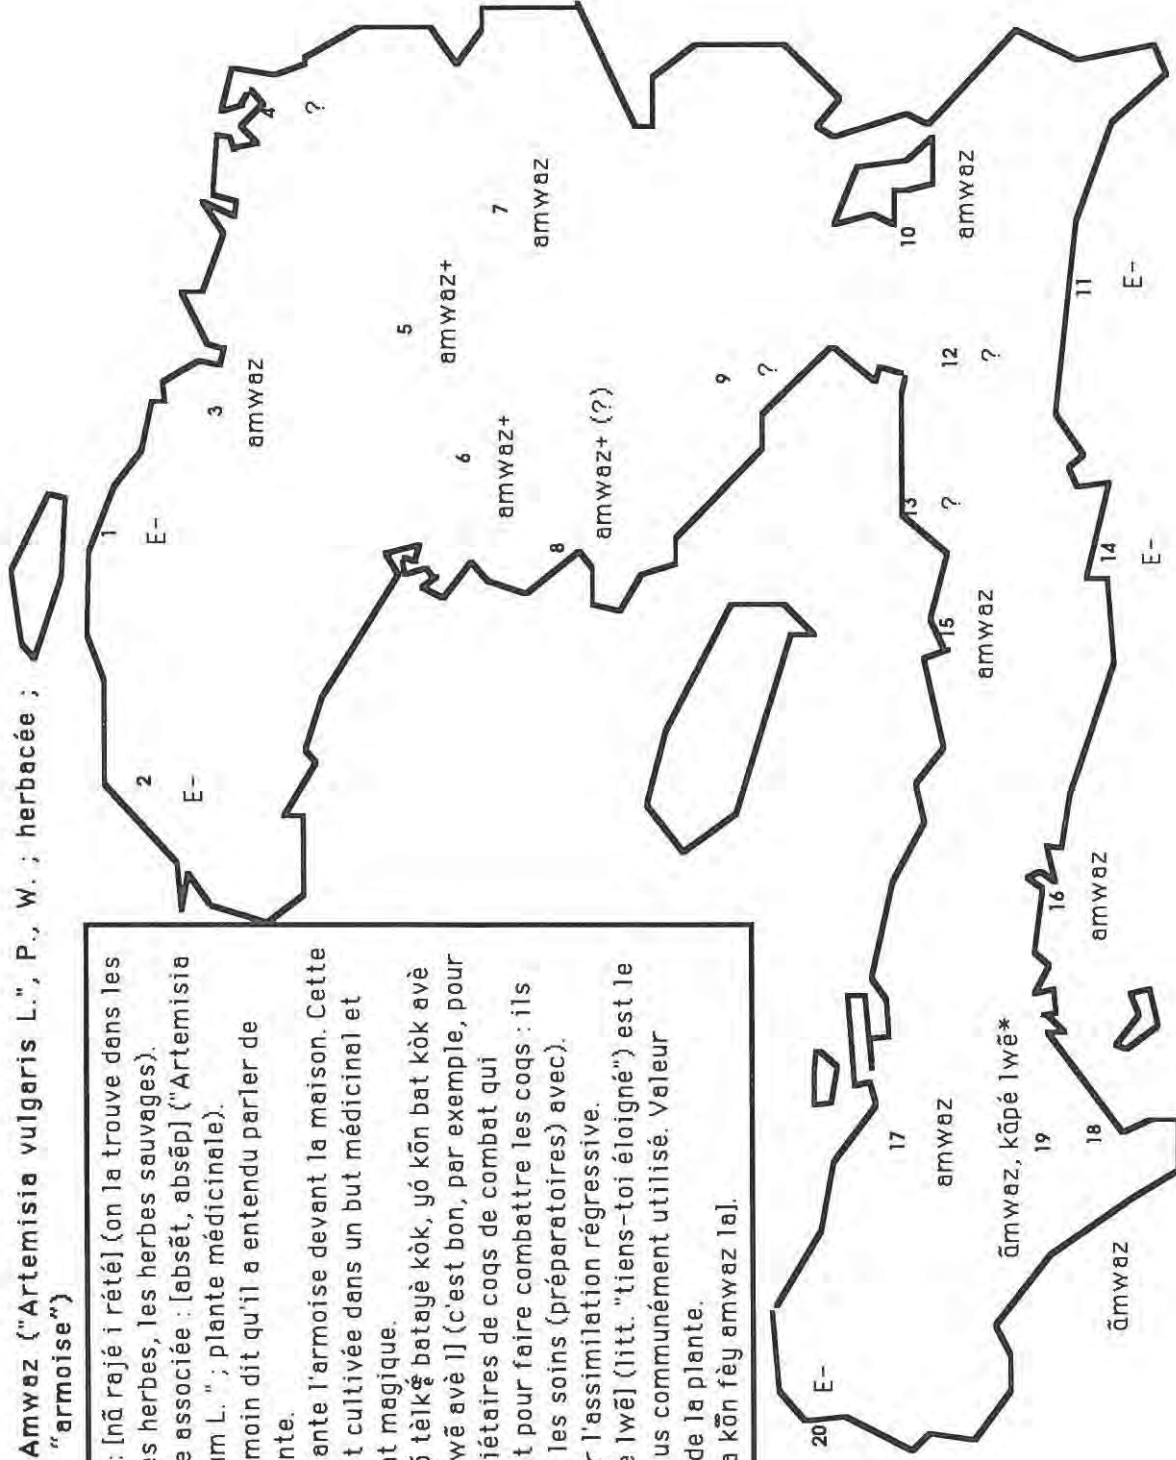 Amwaz ("Artemisia vulgaris L.", P., W. ; herbacée ;
"armoise")
: [nã rajé i rété] (on la trouve dans les
es herbes, les herbes sauvages).
e associée : [absẽt, absẽp] ("Artemisia
um L." ; plante médicinale).
moin dit qu'il a entendu parler de
nte.
ante l'armoise devant la maison. Cette
t cultivée dans un but médicinal et
nt magique.
batayè kòk, yó kõn bat kòk avè
wẽ avè l] (c'est bon, par exemple, pour
iétaires de coqs de combat qui
t pour faire combattre les coqs : ils
les soins (préparatoires) avec).
r l'assimilation régressive.
e lwẽ] (litt. "tiens-toi éloigné") est le
us communément utilisé. Valeur
de la plante.
a kõn fèy amwaz la].
1
E-
2
E-
3
amwaz
4
?
5
amwaz+
6
amwaz+
7
amwaz
8
amwaz+ (?)
9
?
10
amwaz
11
E-
12
?
13
?
14
E-
15
amwaz
16
amwaz
17
amwaz
ãmwaz, kãpé lwẽ*
19
18
ãmwaz
20
E-